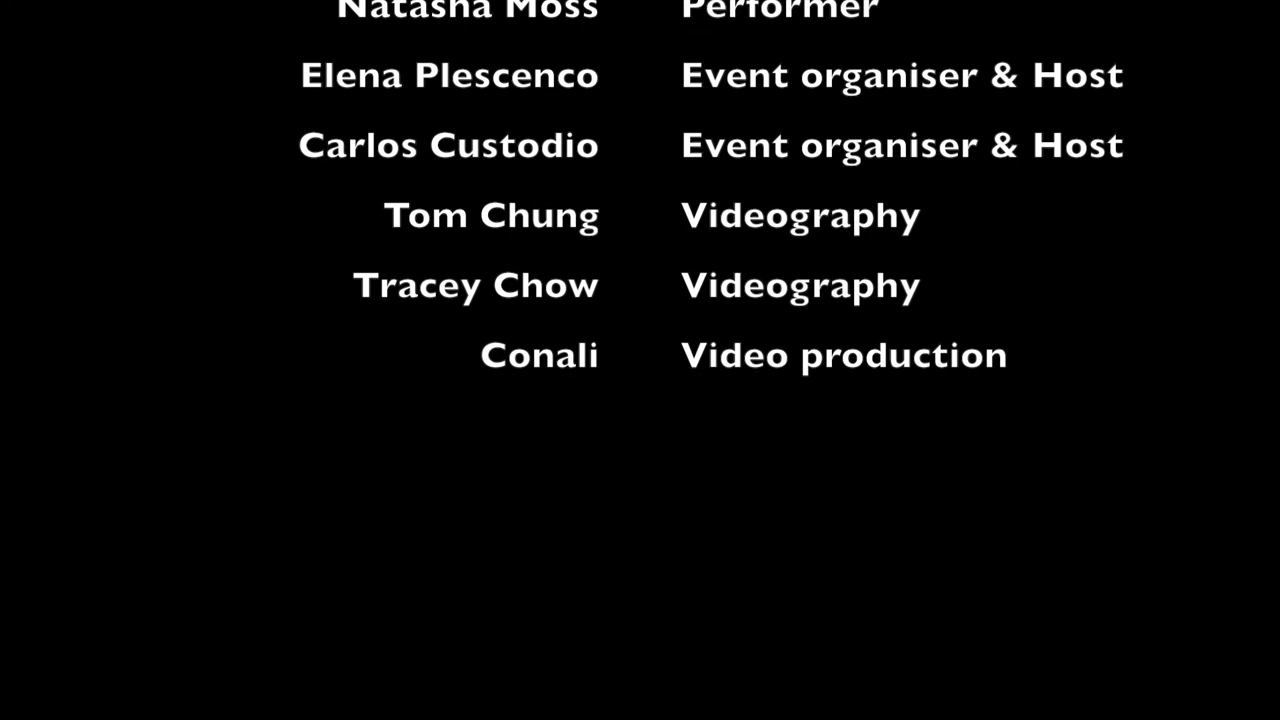 Natasha Moss Performer
Elena Plescenco Event organiser & Host
Carlos Custodio Event organiser & Host
Tom Chung Videography
Tracey Chow Videography
Conali Video production